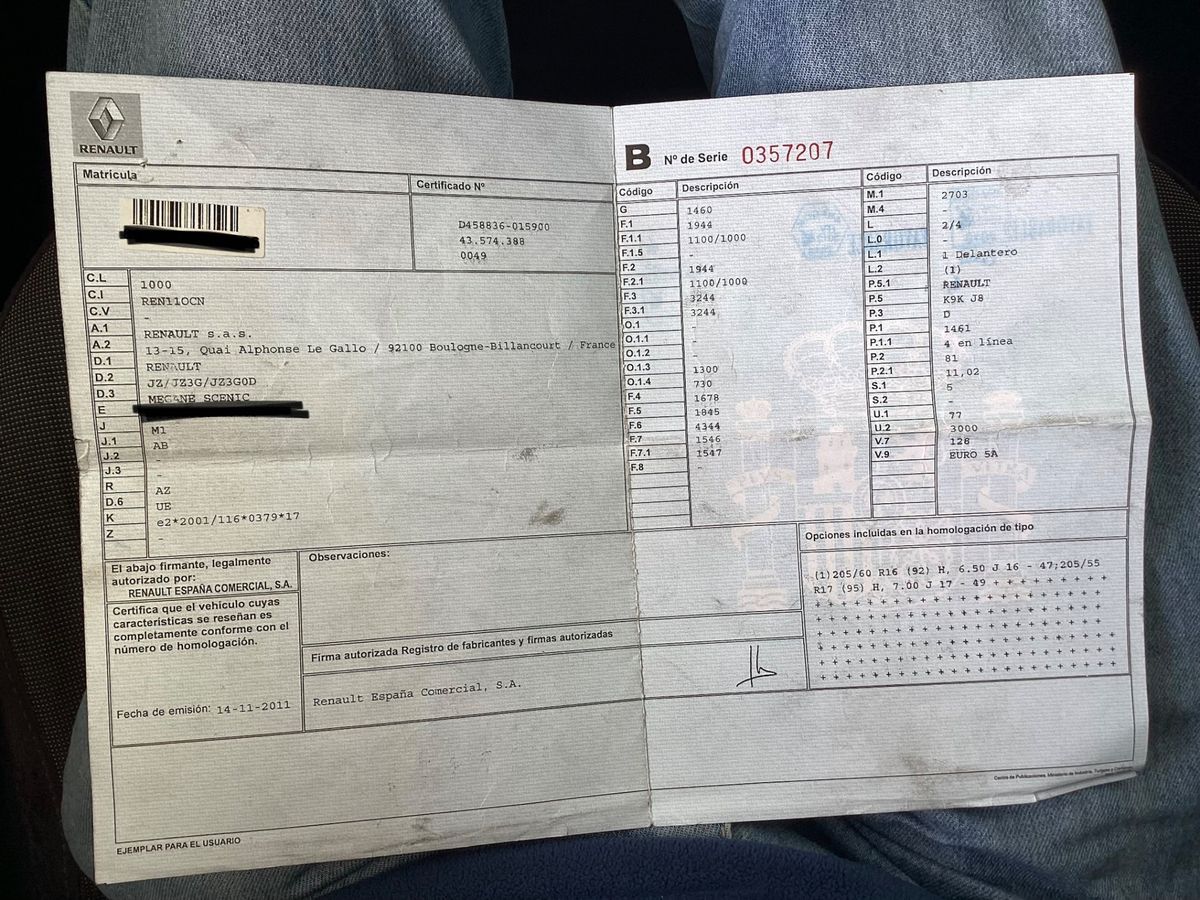 RENAULT
B Nº de Serie 0357207
Matrícula
Certificado Nº
D458836-015900
43.574.388
0049
C.L 1000
C.I REN11OCN
C.V -
A.1 RENAULT s.a.s.
A.2 13-15, Quai Alphonse Le Gallo / 92100 Boulogne-Billancourt / France
D.1 RENAULT
D.2 JZ/JZ3G/JZ3G0D
D.3 MEGANE SCENIC
E
J M1
J.1 AB
J.2 -
J.3 -
R AZ
D.6 UE
K e2*2001/116*0379*17
Z -
Código Descripción
G 1460
F.1 1944
F.1.1 1100/1000
F.1.5 -
F.2 1944
F.2.1 1100/1000
F.3 3244
F.3.1 3244
O.1 -
O.1.1 -
O.1.2 -
O.1.3 1300
O.1.4 730
F.4 1678
F.5 1845
F.6 4344
F.7 1546
F.7.1 1547
F.8 -
Código Descripción
M.1 2703
M.4 -
L 2/4
L.0 -
L.1 1 Delantero
L.2 (1)
P.5.1 RENAULT
P.5 K9K J8
P.3 D
P.1 1461
P.1.1 4 en línea
P.2 81
P.2.1 11,02
S.1 5
S.2 -
U.1 77
U.2 3000
V.7 128
V.9 EURO 5A
El abajo firmante, legalmente
autorizado por:
RENAULT ESPAÑA COMERCIAL, S.A.
Certifica que el vehículo cuyas
características se reseñan es
completamente conforme con el
número de homologación.
Fecha de emisión: 14-11-2011
Observaciones:
Firma autorizada Registro de fabricantes y firmas autorizadas
Renault España Comercial, S.A.
Opciones incluidas en la homologación de tipo
(1)205/60 R16 (92) H, 6.50 J 16 - 47;205/55
R17 (95) H, 7.00 J 17 - 49 + + + + + + + + + +
EJEMPLAR PARA EL USUARIO
Centro de Publicaciones. Ministerio de Industria, Turismo y Comercio